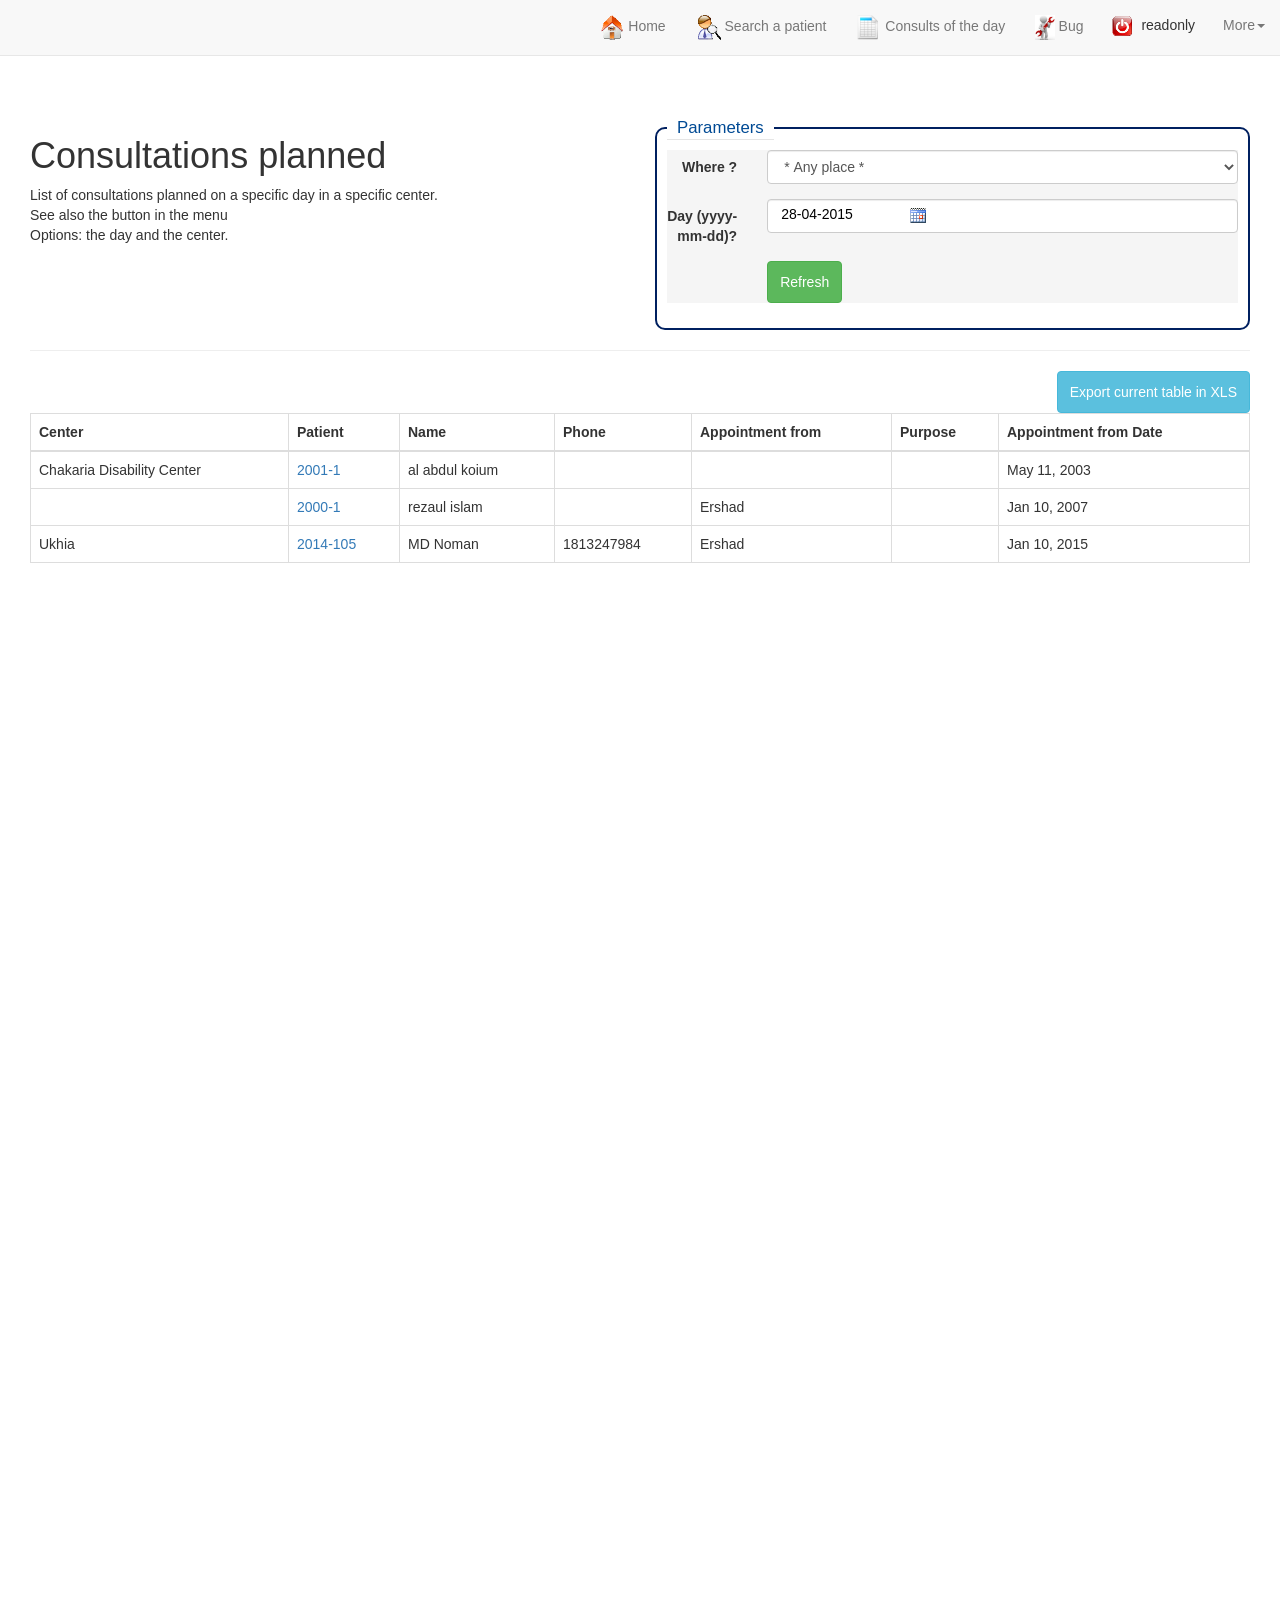 Home Search a patient Consults of the day Bug readonly More
Consultations planned
List of consultations planned on a specific day in a specific center.
See also the button in the menu
Options: the day and the center.
Parameters
Where ? * Any place *
Day (yyyy-mm-dd)? 28-04-2015
Refresh
Export current table in XLS
Center Patient Name Phone Appointment from Purpose Appointment from Date
Chakaria Disability Center 2001-1 al abdul koium May 11, 2003
2000-1 rezaul islam Ershad Jan 10, 2007
Ukhia 2014-105 MD Noman 1813247984 Ershad Jan 10, 2015